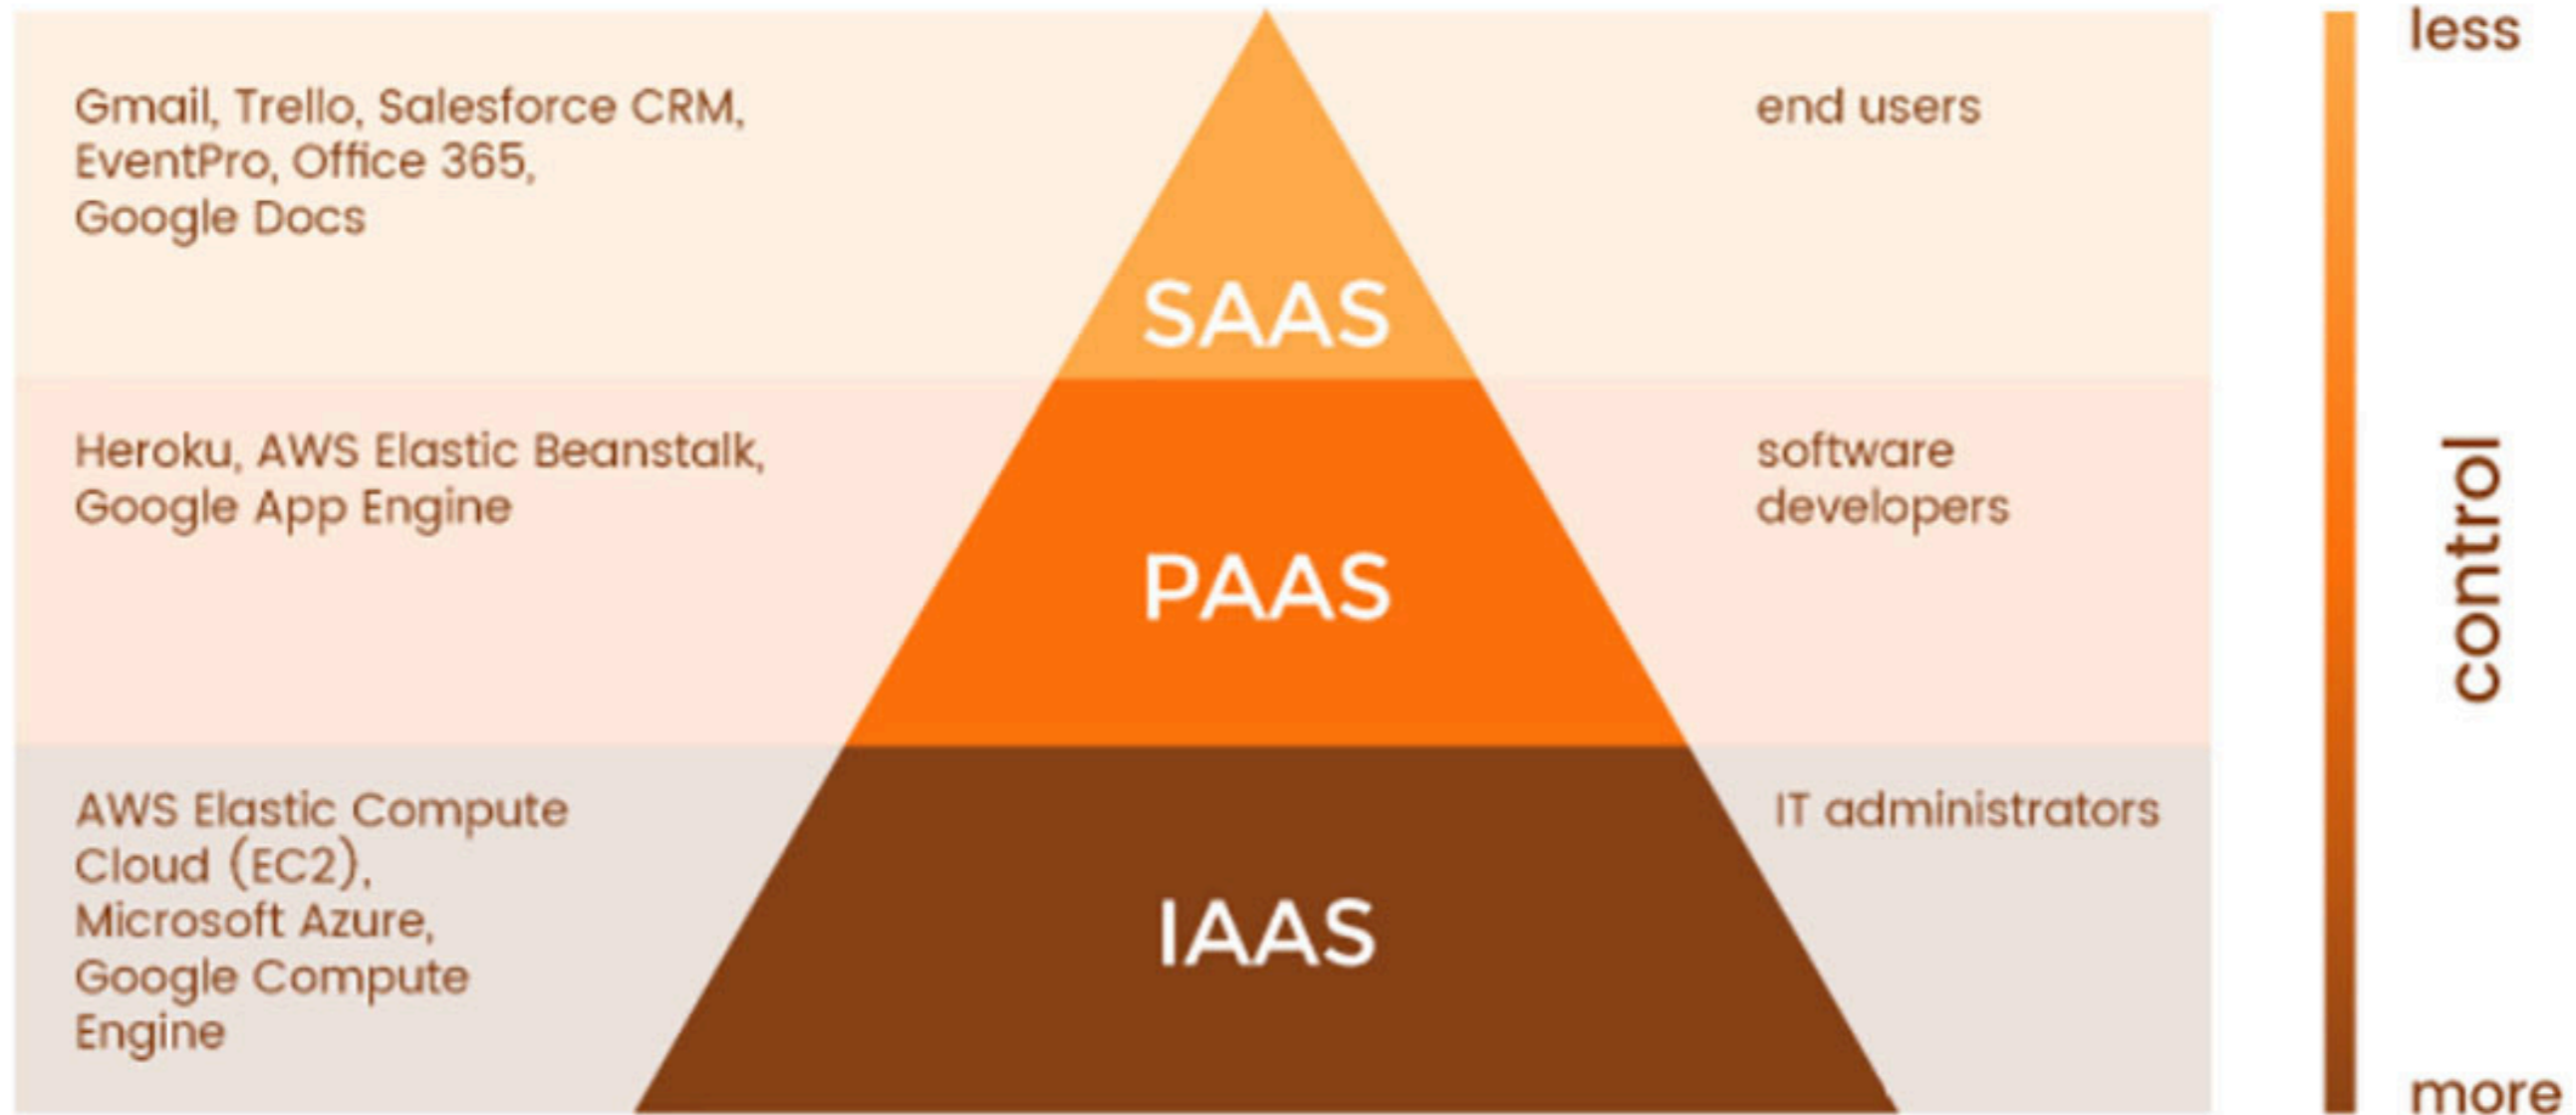 less
Gmail, Trello, Salesforce CRM,
EventPro, Office 365,
Google Docs
end users
SAAS
Heroku, AWS Elastic Beanstalk,
Google App Engine
software
developers
PAAS
control
AWS Elastic Compute
Cloud (EC2),
Microsoft Azure,
Google Compute
Engine
IT administrators
IAAS
more